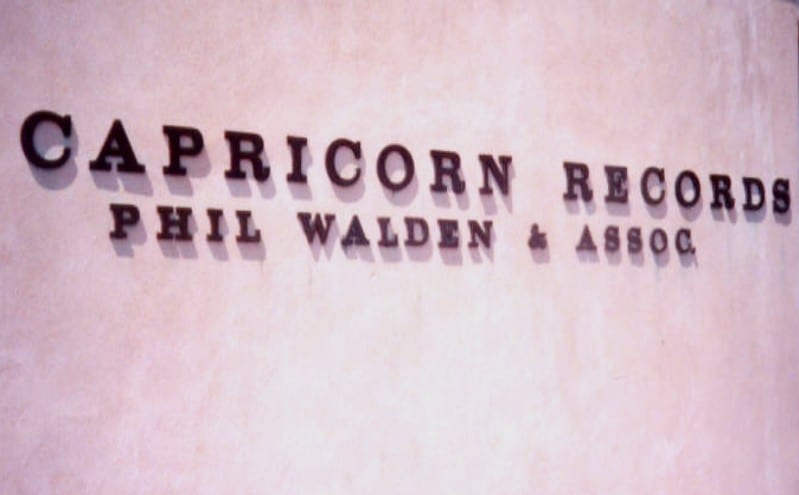 CAPRICORN RECORDS
PHIL WALDEN & ASSOC.